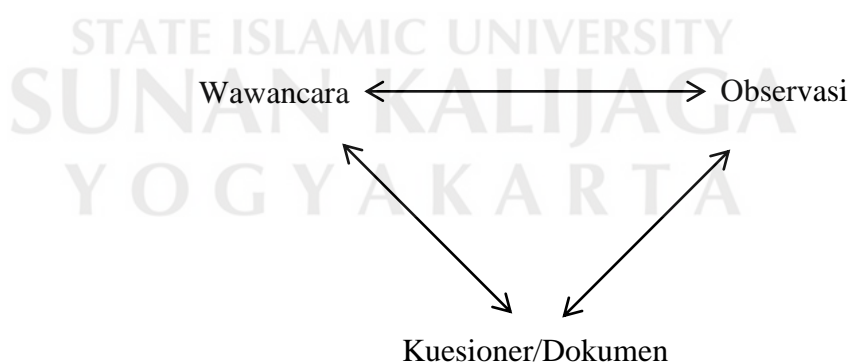 STATE ISLAMIC UNIVERSITY
Wawancara Observasi
SUNAN KALIJAGA
YOGYAKARTA
Kuesioner/Dokumen